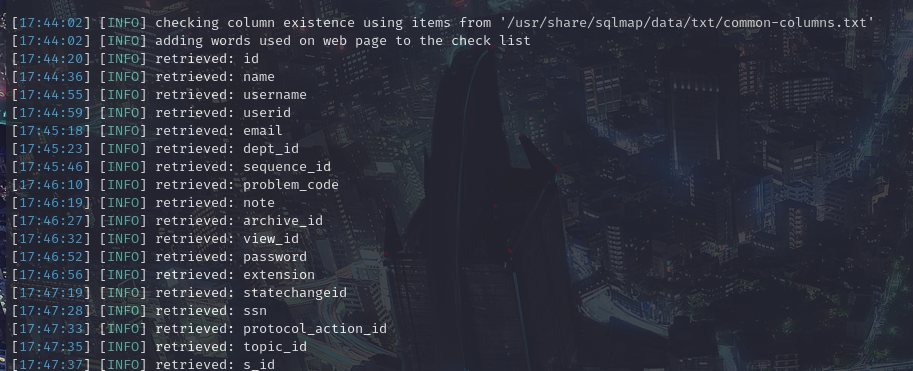 [17:44:02] [INFO] checking column existence using items from '/usr/share/sqlmap/data/txt/common-columns.txt'
[17:44:02] [INFO] adding words used on web page to the check list
[17:44:20] [INFO] retrieved: id
[17:44:36] [INFO] retrieved: name
[17:44:55] [INFO] retrieved: username
[17:44:59] [INFO] retrieved: userid
[17:45:18] [INFO] retrieved: email
[17:45:23] [INFO] retrieved: dept_id
[17:45:46] [INFO] retrieved: sequence_id
[17:46:10] [INFO] retrieved: problem_code
[17:46:19] [INFO] retrieved: note
[17:46:27] [INFO] retrieved: archive_id
[17:46:32] [INFO] retrieved: view_id
[17:46:52] [INFO] retrieved: password
[17:46:56] [INFO] retrieved: extension
[17:47:19] [INFO] retrieved: statechangeid
[17:47:28] [INFO] retrieved: ssn
[17:47:33] [INFO] retrieved: protocol_action_id
[17:47:35] [INFO] retrieved: topic_id
[17:47:37] [INFO] retrieved: s_id